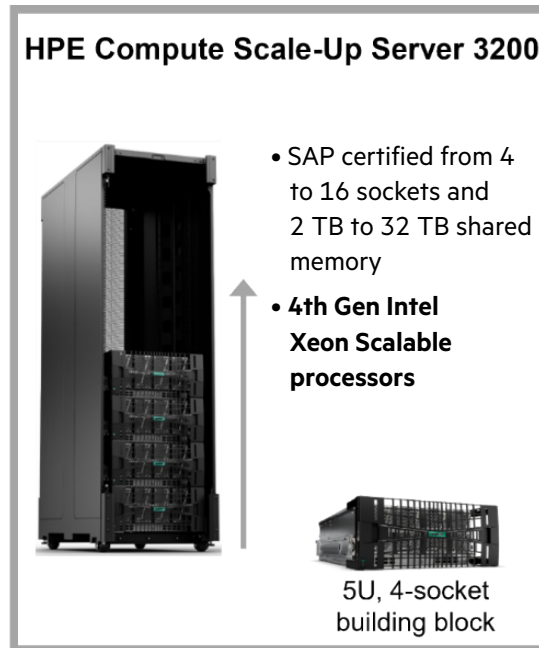 HPE Compute Scale-Up Server 3200
• SAP certified from 4
to 16 sockets and
2 TB to 32 TB shared
memory
• 4th Gen Intel
Xeon Scalable
processors
5U, 4-socket
building block